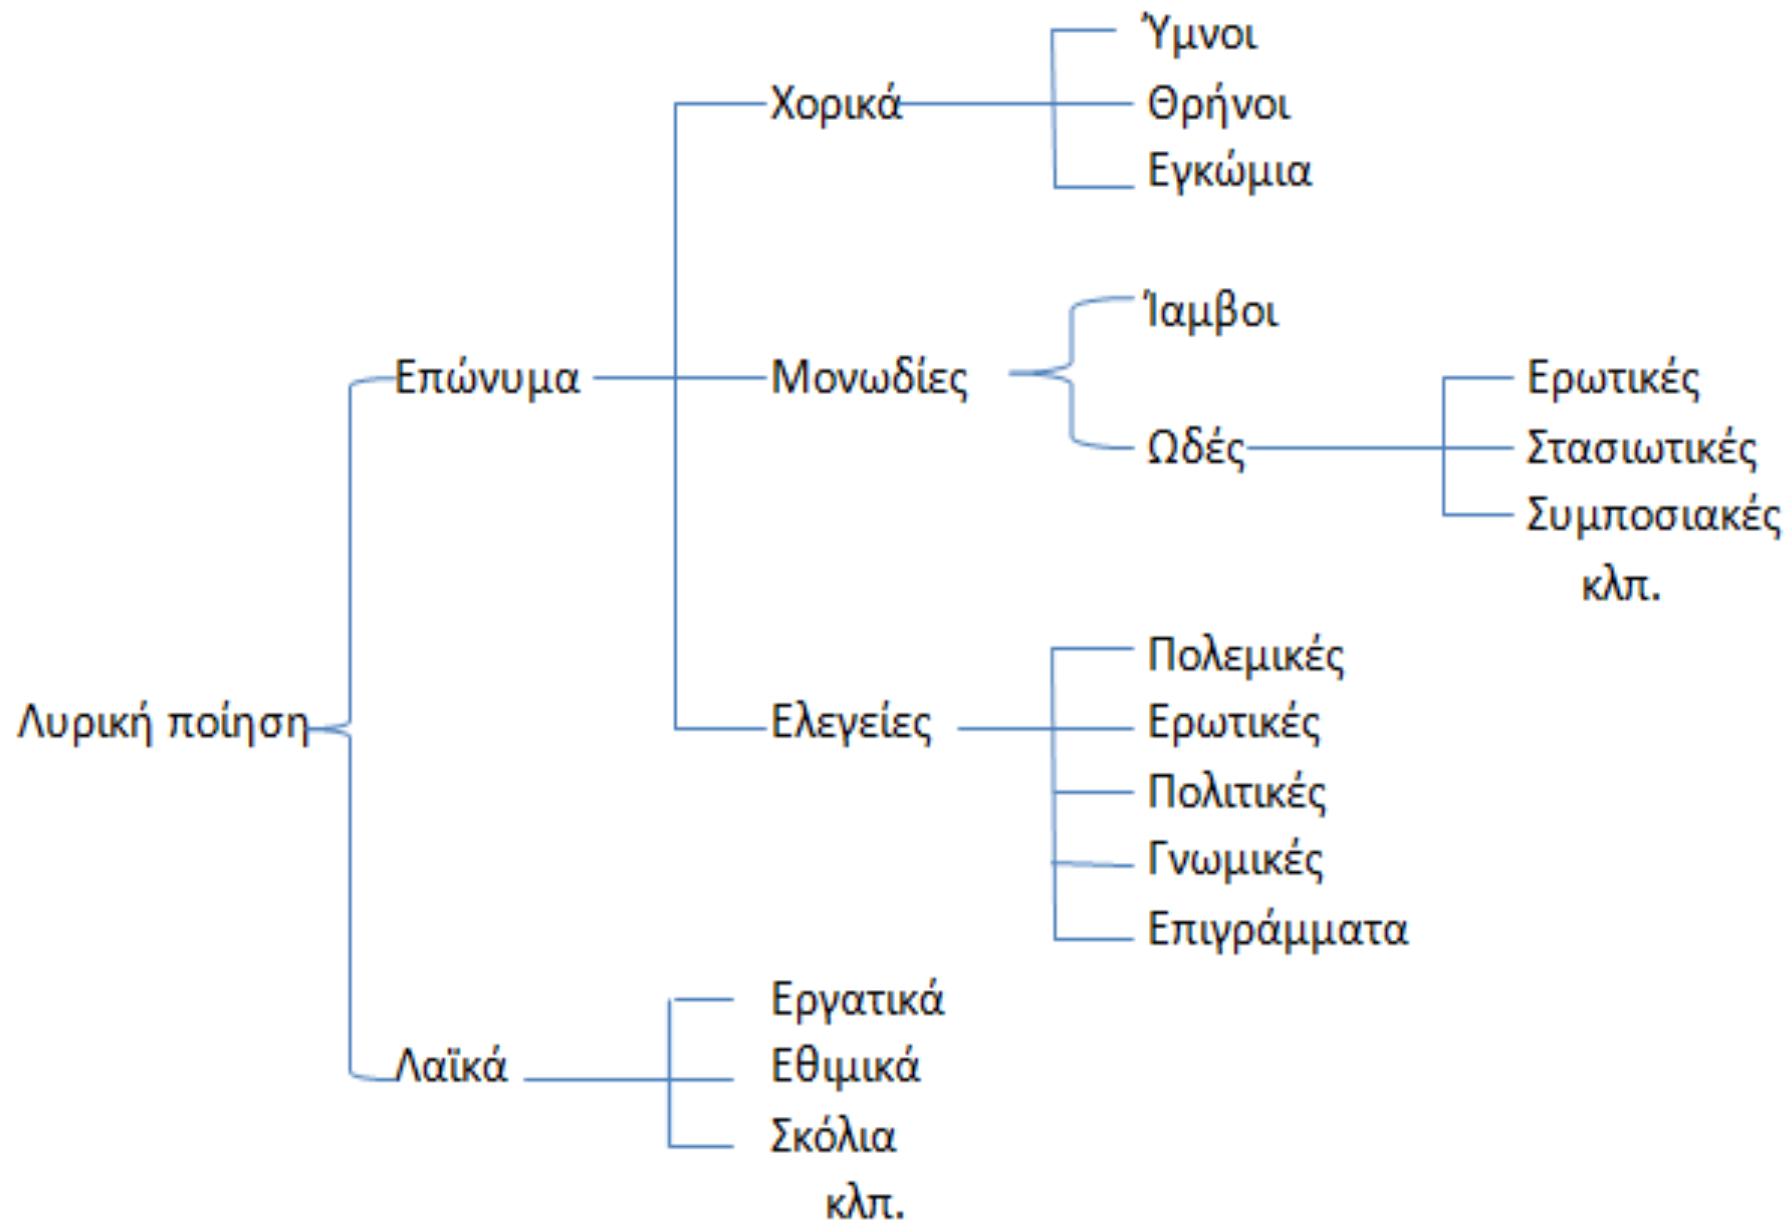 Ύμνοι
Χορικά Θρήνοι
Εγκώμια
Ίαμβοι
Επώνυμα Μονωδίες Ερωτικές
Ωδές Στασιωτικές
Συμποσιακές
κλπ.
Πολεμικές
Λυρική ποίηση Ελεγείες Ερωτικές
Πολιτικές
Γνωμικές
Επιγράμματα
Εργατικά
Λαϊκά Εθιμικά
Σκόλια
κλπ.